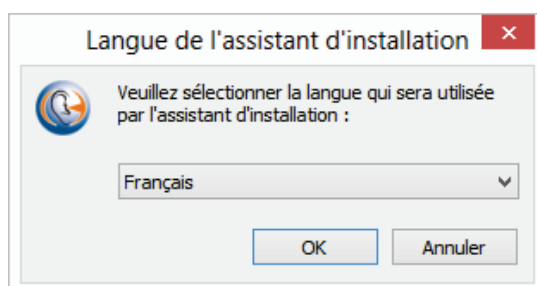 Langue de l'assistant d'installation
Veuillez sélectionner la langue qui sera utilisée
par l'assistant d'installation :
Français
OK
Annuler